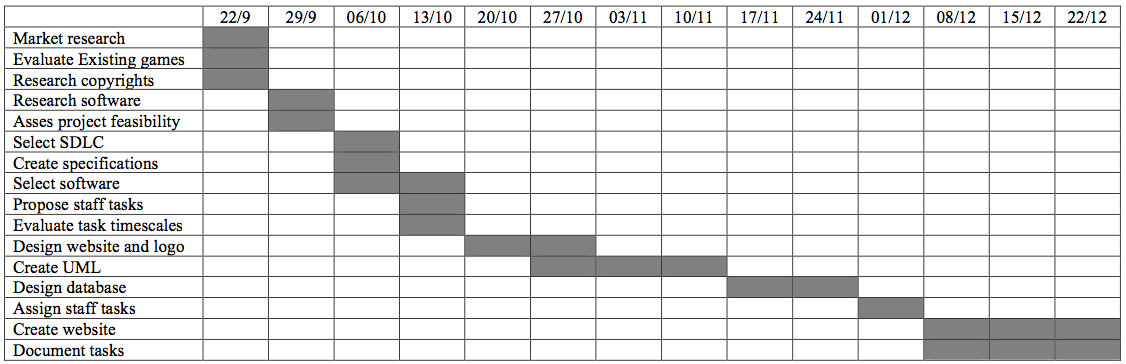 22/9 29/9 06/10 13/10 20/10 27/10 03/11 10/11 17/11 24/11 01/12 08/12 15/12 22/12
Market research
Evaluate Existing games
Research copyrights
Research software
Asses project feasibility
Select SDLC
Create specifications
Select software
Propose staff tasks
Evaluate task timescales
Design website and logo
Create UML
Design database
Assign staff tasks
Create website
Document tasks